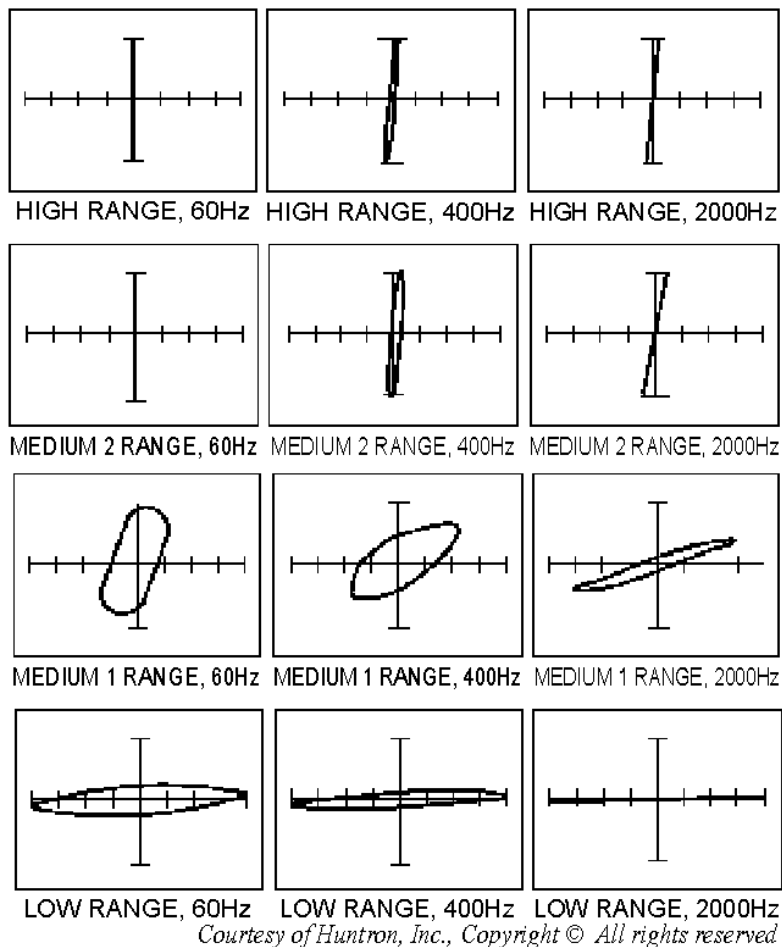 HIGH RANGE, 60Hz HIGH RANGE, 400Hz HIGH RANGE, 2000Hz
MEDIUM 2 RANGE, 60Hz MEDIUM 2 RANGE, 400Hz MEDIUM 2 RANGE, 2000Hz
MEDIUM 1 RANGE, 60Hz MEDIUM 1 RANGE, 400Hz MEDIUM 1 RANGE, 2000Hz
LOW RANGE, 60Hz LOW RANGE, 400Hz LOW RANGE, 2000Hz
Courtesy of Huntron, Inc., Copyright © All rights reserved